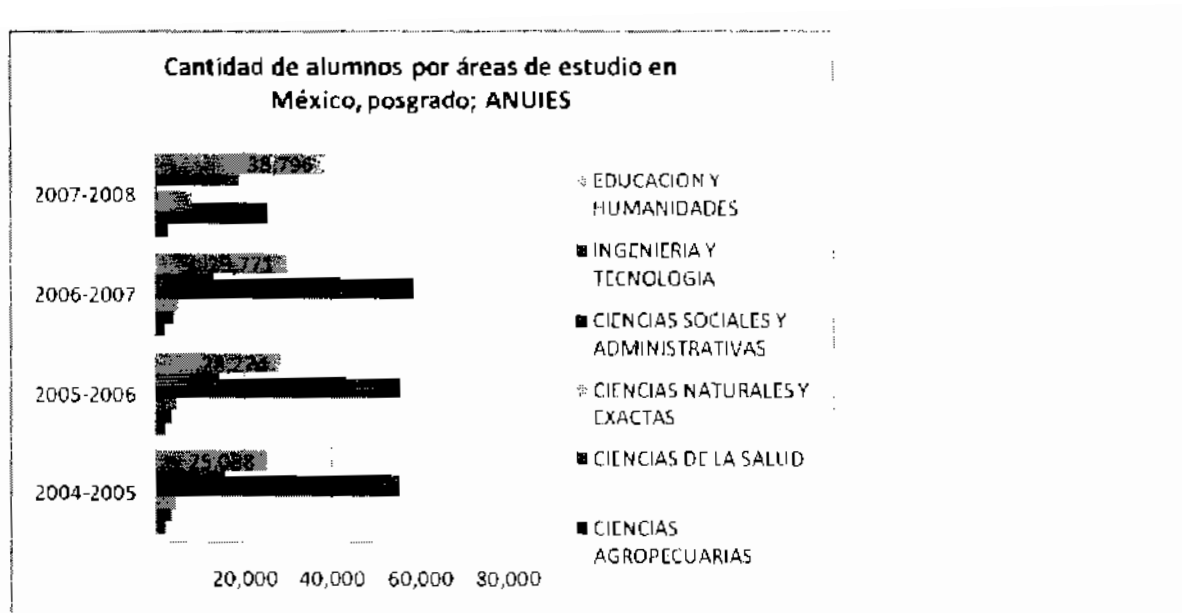 Cantidad de alumnos por áreas de estudio en
México, posgrado; ANUIES
2007-2008
38,796
2006-2007
2005-2006
2004-2005
25,088
20,000 40,000 60,000 80,000
EDUCACION Y
HUMANIDADES
INGENIERIA Y
TECNOLOGIA
CIENCIAS SOCIALES Y
ADMINISTRATIVAS
CIENCIAS NATURALES Y
EXACTAS
CIENCIAS DE LA SALUD
CIENCIAS
AGROPECUARIAS